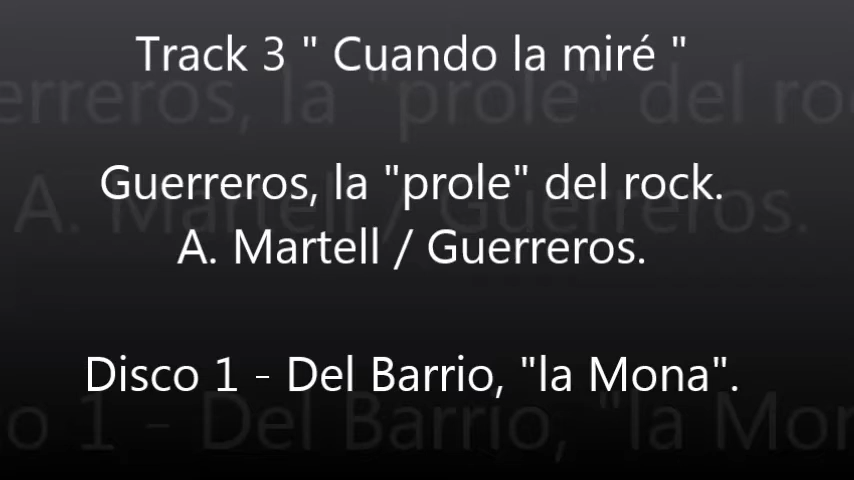 Track 3 " Cuando la miré "
Guerreros, la "prole" del rock.
A. Martell / Guerreros.
Disco 1 - Del Barrio, "la Mona".